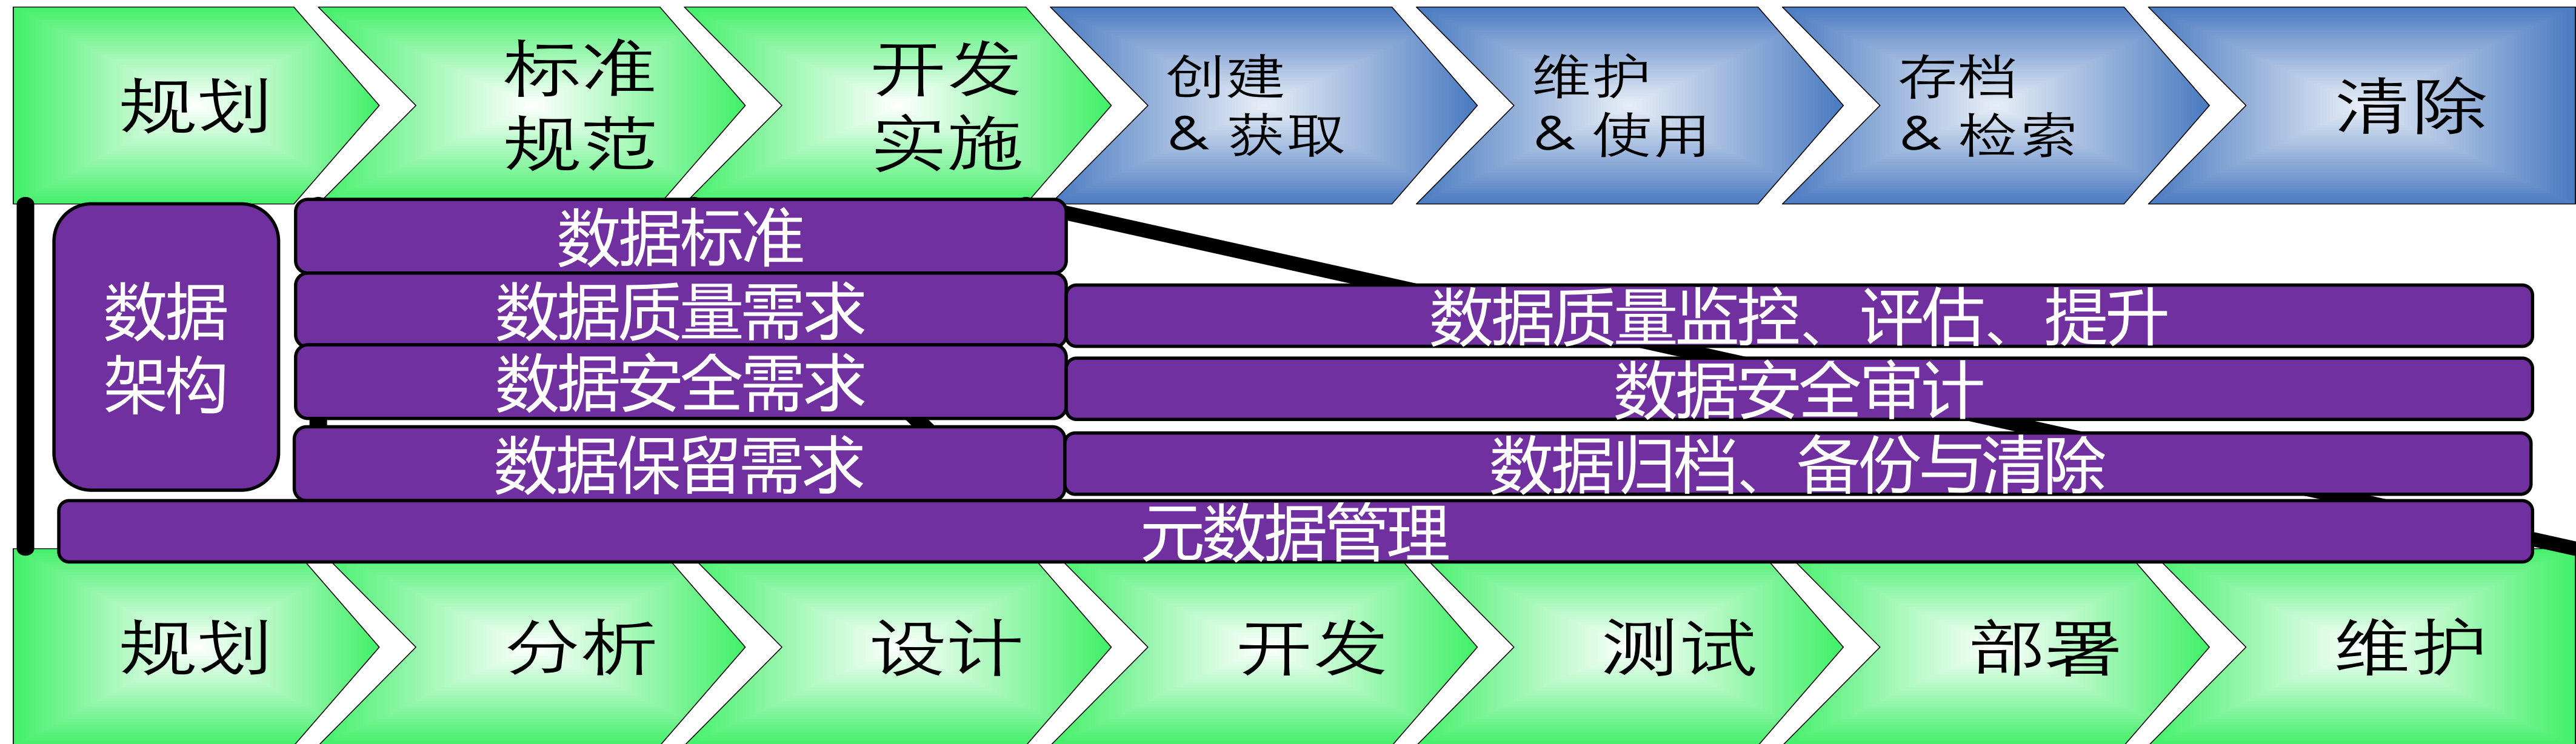 规划
标准
规范
开发
实施
创建
& 获取
维护
& 使用
存档
& 检索
清除
数据
架构
数据标准
数据质量需求
数据安全需求
数据保留需求
数据质量监控、评估、提升
数据安全审计
数据归档、备份与清除
元数据管理
规划
分析
设计
开发
测试
部署
维护